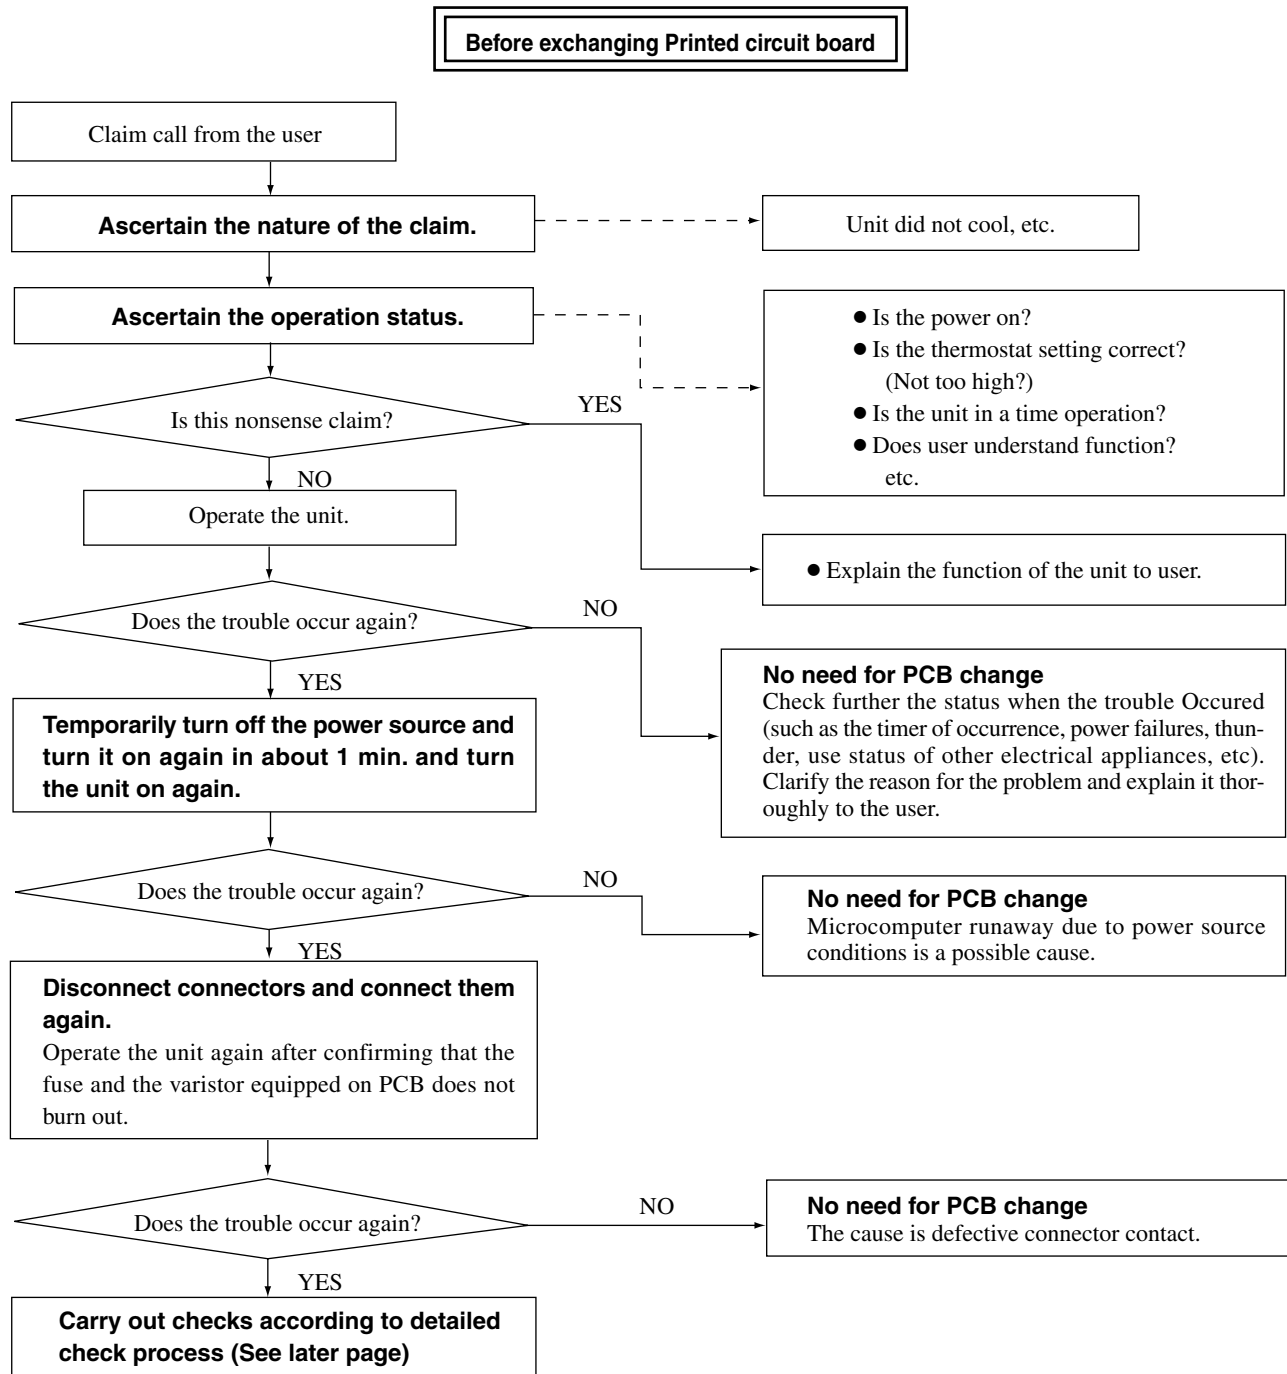 Before exchanging Printed circuit board
Claim call from the user
Ascertain the nature of the claim.
Unit did not cool, etc.
Ascertain the operation status.
● Is the power on?
● Is the thermostat setting correct?
(Not too high?)
● Is the unit in a time operation?
● Does user understand function?
etc.
Is this nonsense claim?
YES
NO
● Explain the function of the unit to user.
Operate the unit.
Does the trouble occur again?
NO
YES
No need for PCB change
Check further the status when the trouble Occured
(such as the timer of occurrence, power failures, thun-
der, use status of other electrical appliances, etc).
Clarify the reason for the problem and explain it thor-
oughly to the user.
Temporarily turn off the power source and
turn it on again in about 1 min. and turn
the unit on again.
Does the trouble occur again?
NO
YES
No need for PCB change
Microcomputer runaway due to power source
conditions is a possible cause.
Disconnect connectors and connect them
again.
Operate the unit again after confirming that the
fuse and the varistor equipped on PCB does not
burn out.
Does the trouble occur again?
NO
YES
No need for PCB change
The cause is defective connector contact.
Carry out checks according to detailed
check process (See later page)